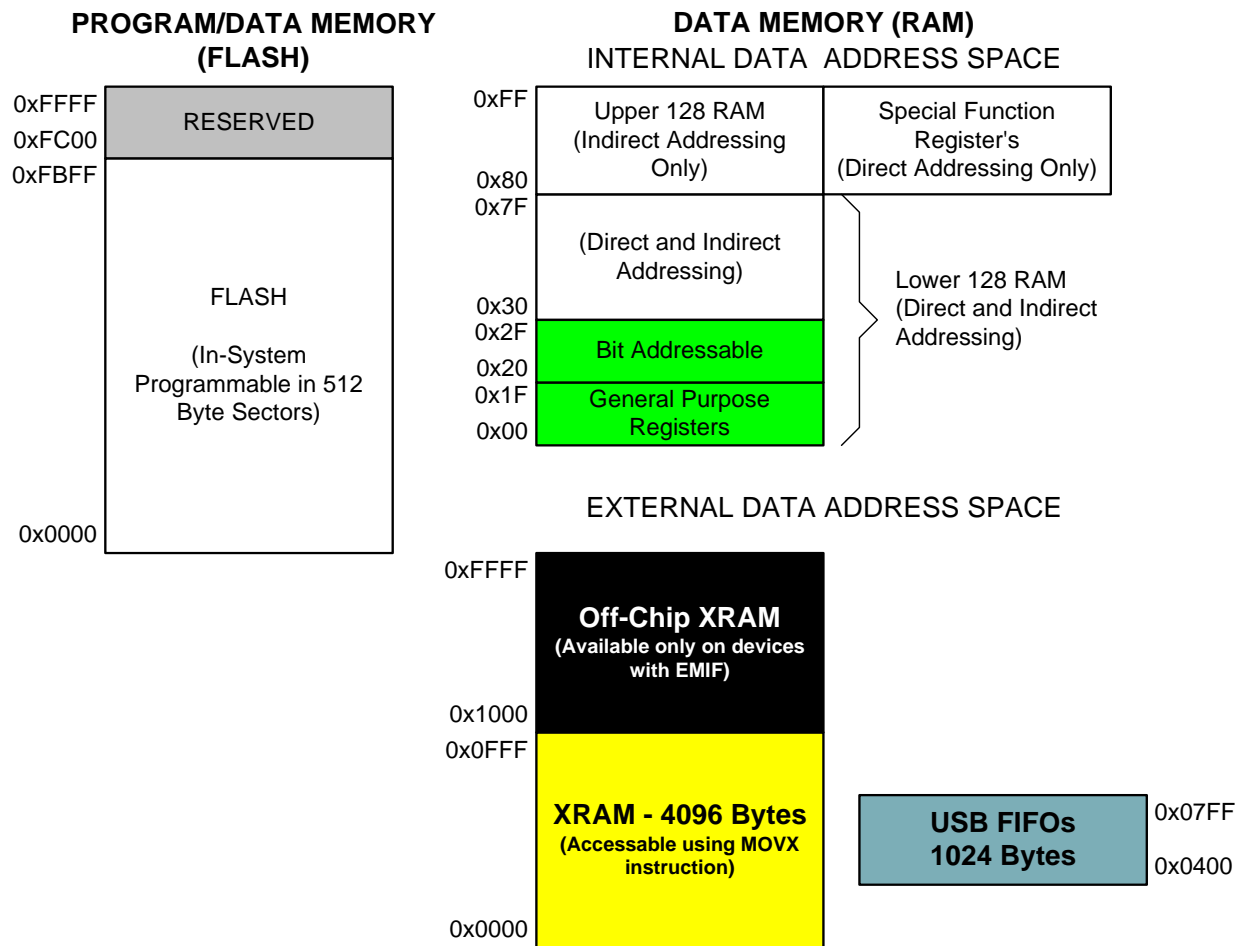 PROGRAM/DATA MEMORY
(FLASH)
0xFFFF
RESERVED
0xFC00
0xFBFF
FLASH
(In-System
Programmable in 512
Byte Sectors)
0x0000
DATA MEMORY (RAM)
INTERNAL DATA ADDRESS SPACE
0xFF
Upper 128 RAM
(Indirect Addressing
Only)
0x80
Special Function
Register's
(Direct Addressing Only)
0x7F
(Direct and Indirect
Addressing)
0x30
Lower 128 RAM
(Direct and Indirect
Addressing)
0x2F
Bit Addressable
0x20
0x1F
General Purpose
Registers
0x00
EXTERNAL DATA ADDRESS SPACE
0xFFFF
Off-Chip XRAM
(Available only on devices
with EMIF)
0x1000
0x0FFF
XRAM - 4096 Bytes
(Accessable using MOVX
instruction)
0x0000
USB FIFOs
1024 Bytes
0x07FF
0x0400